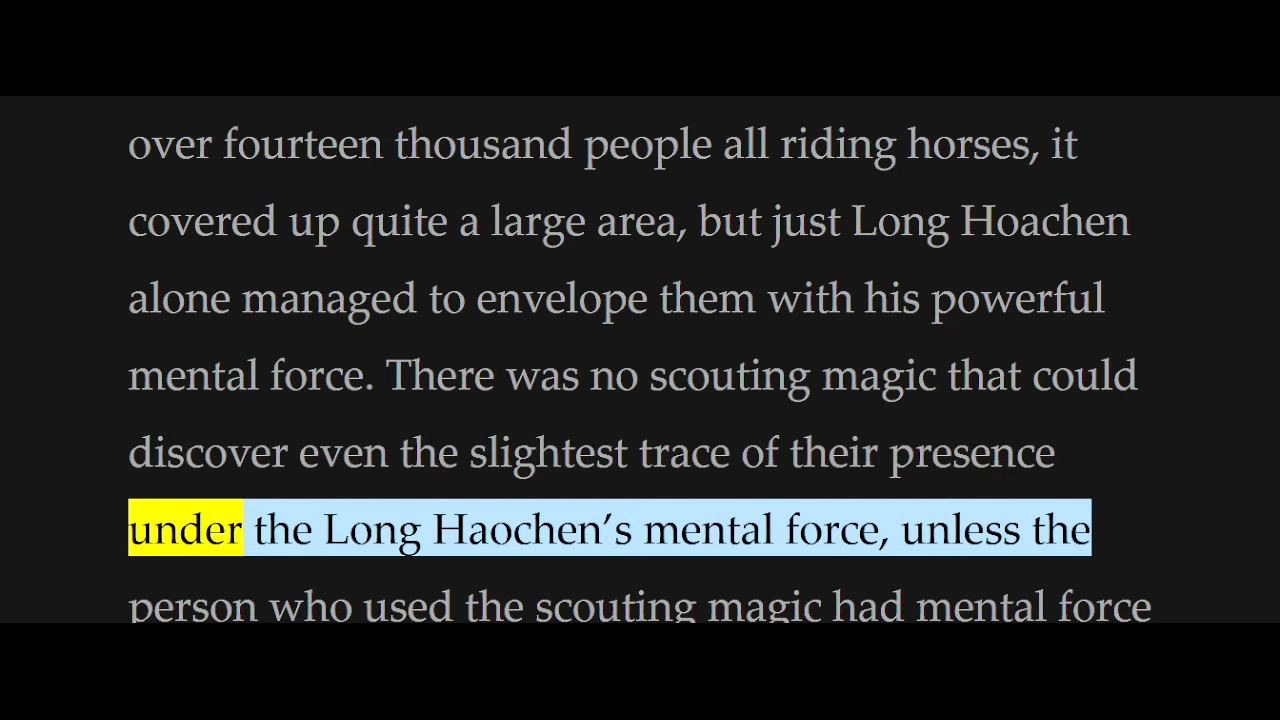 over fourteen thousand people all riding horses, it
covered up quite a large area, but just Long Hoachen
alone managed to envelope them with his powerful
mental force. There was no scouting magic that could
discover even the slightest trace of their presence
under the Long Haochen’s mental force, unless the
person who used the scouting magic had mental force